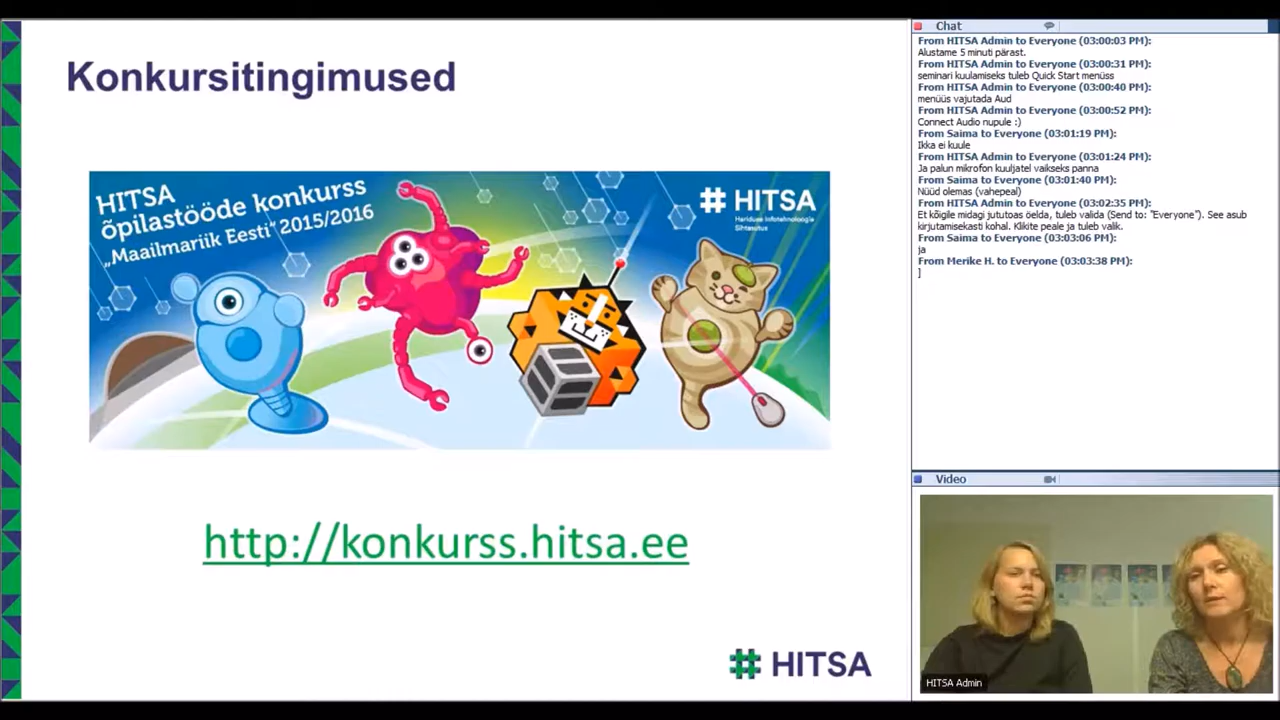 Konkursitingimused
HITSA
õpilastööde konkurss
„Maailmariik Eesti” 2015/2016
HITSA
Hariduse Infotehnoloogia
Sihtasutus
http://konkurss.hitsa.ee
HITSA
Chat
From HITSA Admin to Everyone (03:00:03 PM):
Alustame 5 minuti pärast.
From HITSA Admin to Everyone (03:00:31 PM):
seminari kuulamiseks tuleb Quick Start menüss
From HITSA Admin to Everyone (03:00:40 PM):
menüüs vajutada Aud
From HITSA Admin to Everyone (03:00:52 PM):
Connect Audio nupule :)
From Saima to Everyone (03:01:19 PM):
Ikka ei kuule
From HITSA Admin to Everyone (03:01:24 PM):
Ja palun mikrofon kuuljatel vaikseks panna
From Saima to Everyone (03:01:40 PM):
Nüüd olemas (vahepeal)
From HITSA Admin to Everyone (03:02:35 PM):
Et kõigile midagi jututoas öelda, tuleb valida (Send to: "Everyone"). See asub
kirjutamisekasti kohal. Klikite peale ja tuleb valik.
From Saima to Everyone (03:03:06 PM):
ja
From Merike H. to Everyone (03:03:38 PM):
]
Video
HITSA Admin